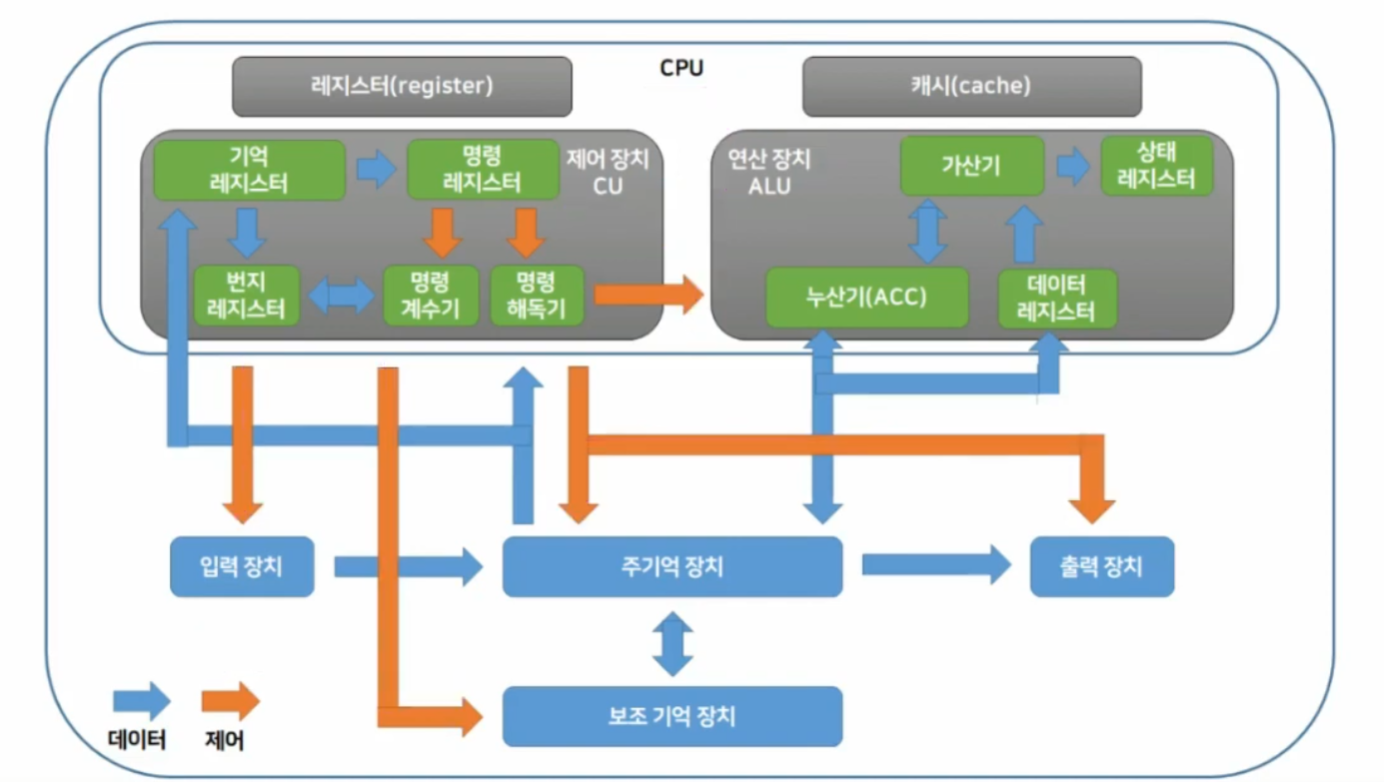 CPU
레지스터(register)
캐시(cache)
기억
레지스터
명령
레지스터
제어 장치
CU
번지
레지스터
명령
계수기
명령
해독기
연산 장치
ALU
가산기
상태
레지스터
누산기(ACC)
데이터
레지스터
입력 장치
주기억 장치
출력 장치
보조 기억 장치
데이터
제어